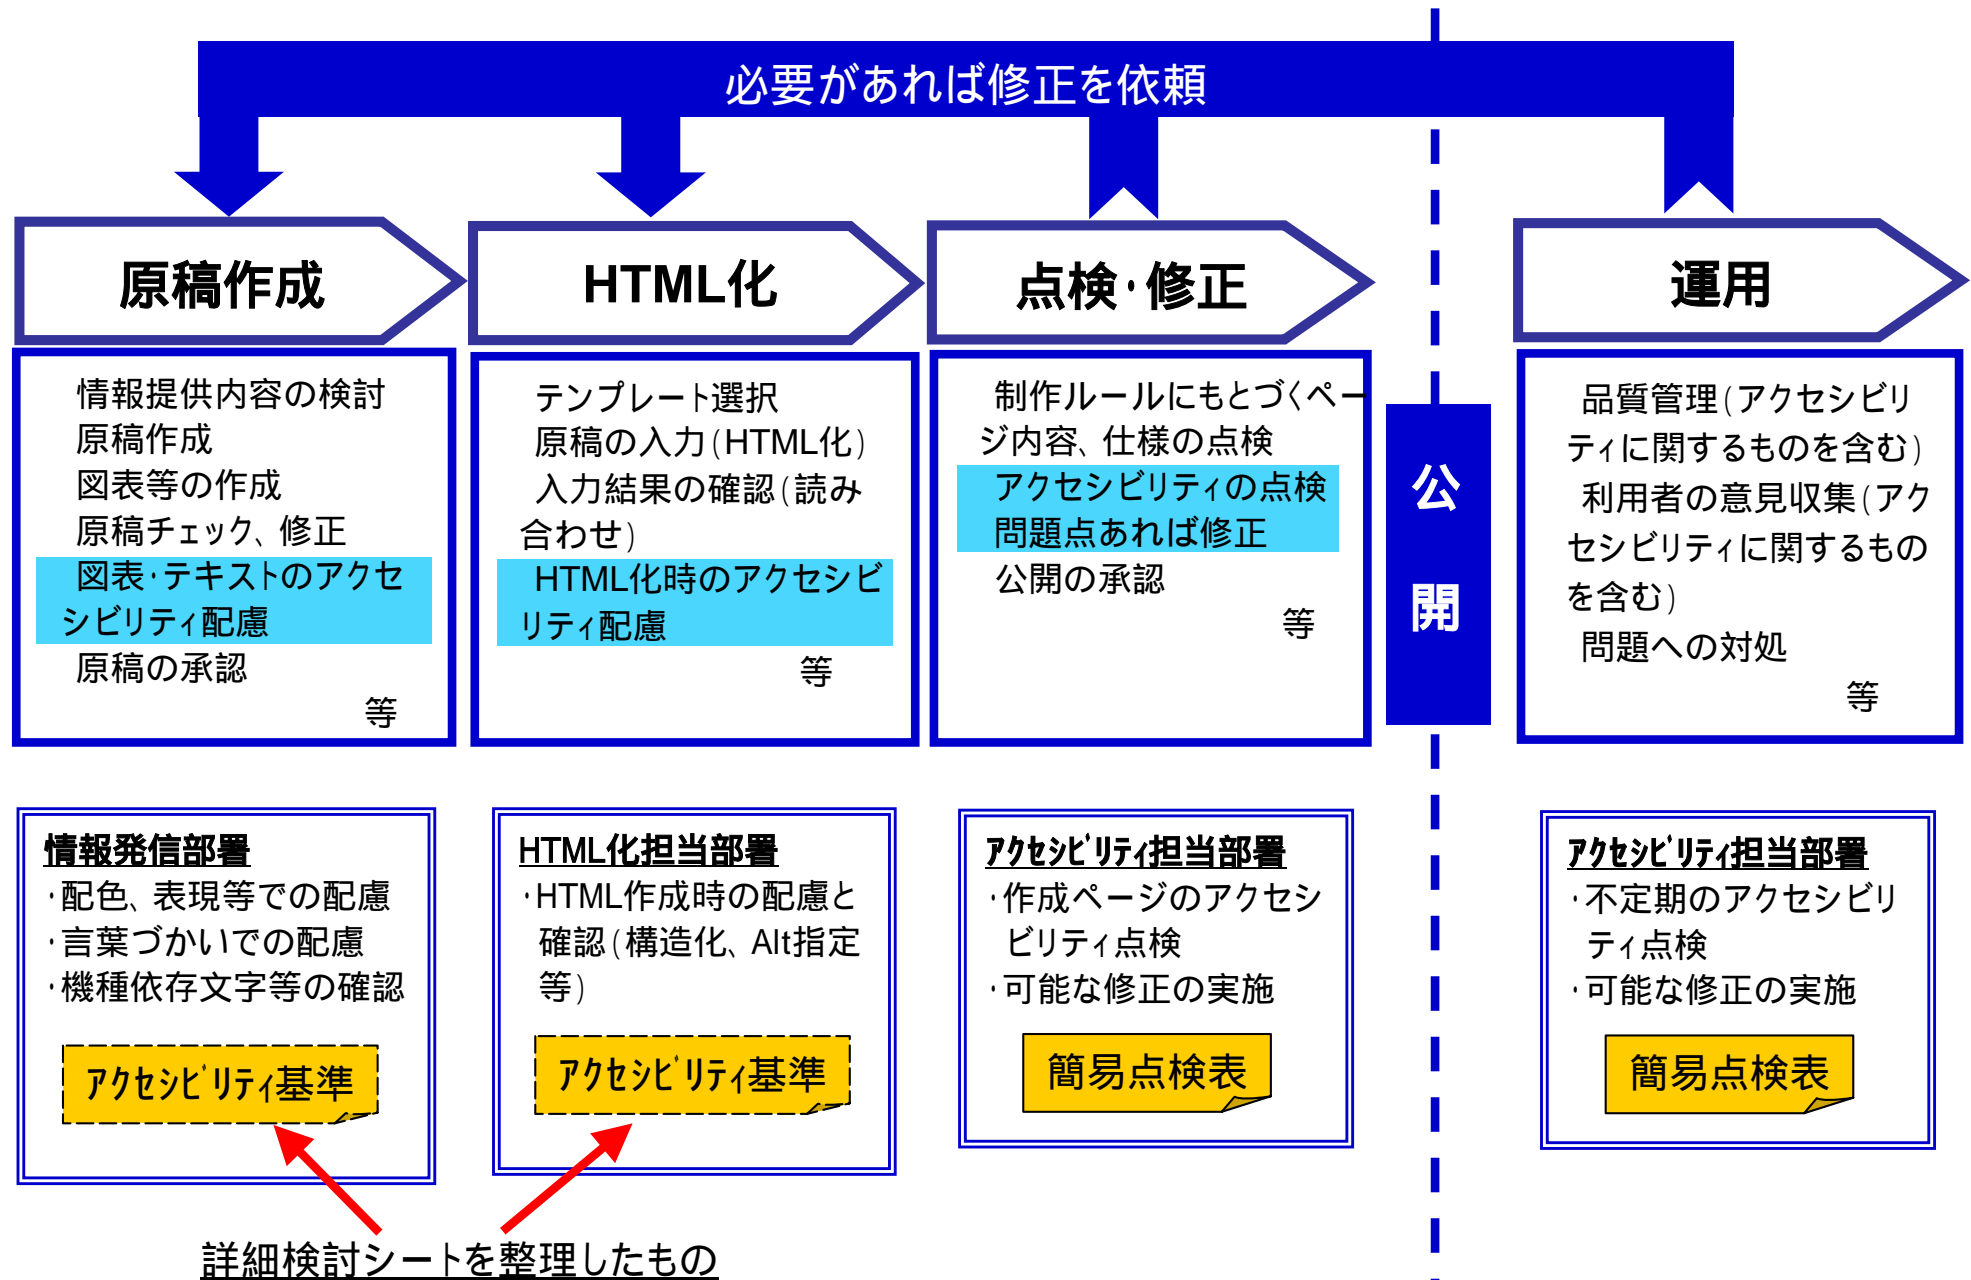 必要があれば修正を依頼
原稿作成
情報提供内容の検討
原稿作成
図表等の作成
原稿チェック、修正
図表・テキストのアクセ
シビリティ配慮
原稿の承認
等
HTML化
テンプレート選択
原稿の入力(HTML化)
入力結果の確認(読み
合わせ)
HTML化時のアクセシビ
リティ配慮
等
点検・修正
制作ルールにもとづくペー
ジ内容、仕様の点検
アクセシビリティの点検
問題点あれば修正
公開の承認
等
公
開
運用
品質管理(アクセシビリ
ティに関するものを含む)
利用者の意見収集(アク
セシビリティに関するもの
を含む)
問題への対処
等
情報発信部署
・配色、表現等での配慮
・言葉づかいでの配慮
・機種依存文字等の確認
アクセシビリティ基準
HTML化担当部署
・HTML作成時の配慮と
確認(構造化、Alt指定
等)
アクセシビリティ基準
アクセシビリティ担当部署
・作成ページのアクセシ
ビリティ点検
・可能な修正の実施
簡易点検表
アクセシビリティ担当部署
・不定期のアクセシビリ
ティ点検
・可能な修正の実施
簡易点検表
詳細検討シートを整理したもの